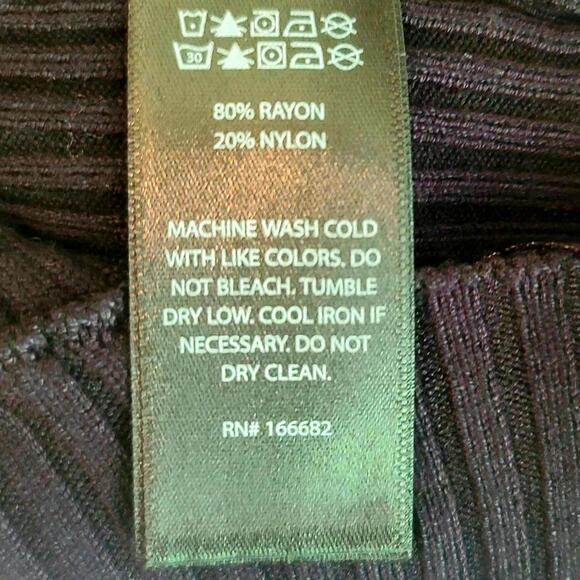 30
80% RAYON
20% NYLON
MACHINE WASH COLD
WITH LIKE COLORS. DO
NOT BLEACH. TUMBLE
DRY LOW. COOL IRON IF
NECESSARY. DO NOT
DRY CLEAN.
RN# 166682